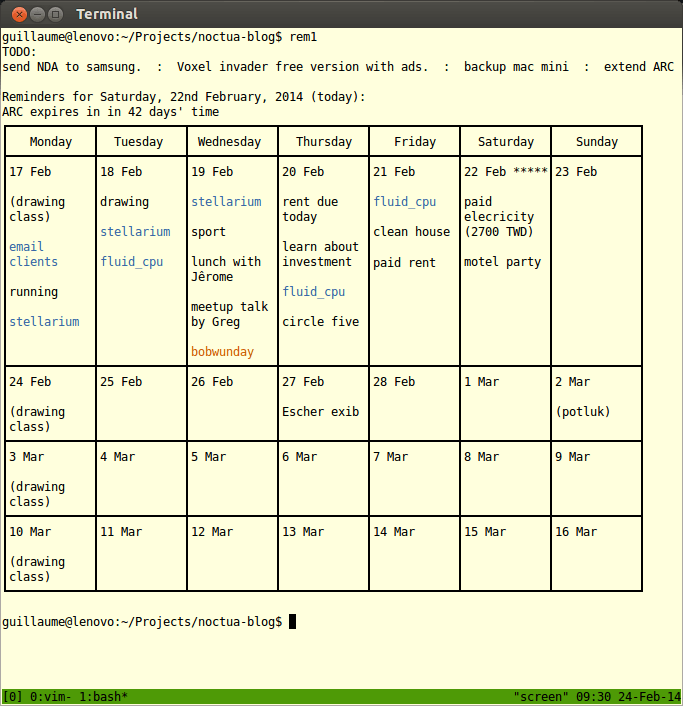 Terminal
guillaume@lenovo:~/Projects/noctua-blog$ rem1
TODO:
send NDA to samsung.  :  Voxel invader free version with ads.  :  backup mac mini  :  extend ARC
Reminders for Saturday, 22nd February, 2014 (today):
ARC expires in in 42 days' time
Monday Tuesday Wednesday Thursday Friday Saturday Sunday
17 Feb
(drawing
class)
email
clients
running
stellarium
18 Feb
drawing
stellarium
fluid_cpu
19 Feb
stellarium
sport
lunch with
Jêrome
meetup talk
by Greg
bobwunday
20 Feb
rent due
today
learn about
investment
fluid_cpu
circle five
21 Feb
fluid_cpu
clean house
paid rent
22 Feb *****
paid
elecricity
(2700 TWD)
motel party
23 Feb
24 Feb
(drawing
class)
25 Feb
26 Feb
27 Feb
Escher exib
28 Feb
1 Mar
2 Mar
(potluk)
3 Mar
(drawing
class)
4 Mar
5 Mar
6 Mar
7 Mar
8 Mar
9 Mar
10 Mar
(drawing
class)
11 Mar
12 Mar
13 Mar
14 Mar
15 Mar
16 Mar
guillaume@lenovo:~/Projects/noctua-blog$
[0] 0:vim- 1:bash* "screen" 09:30 24-Feb-14